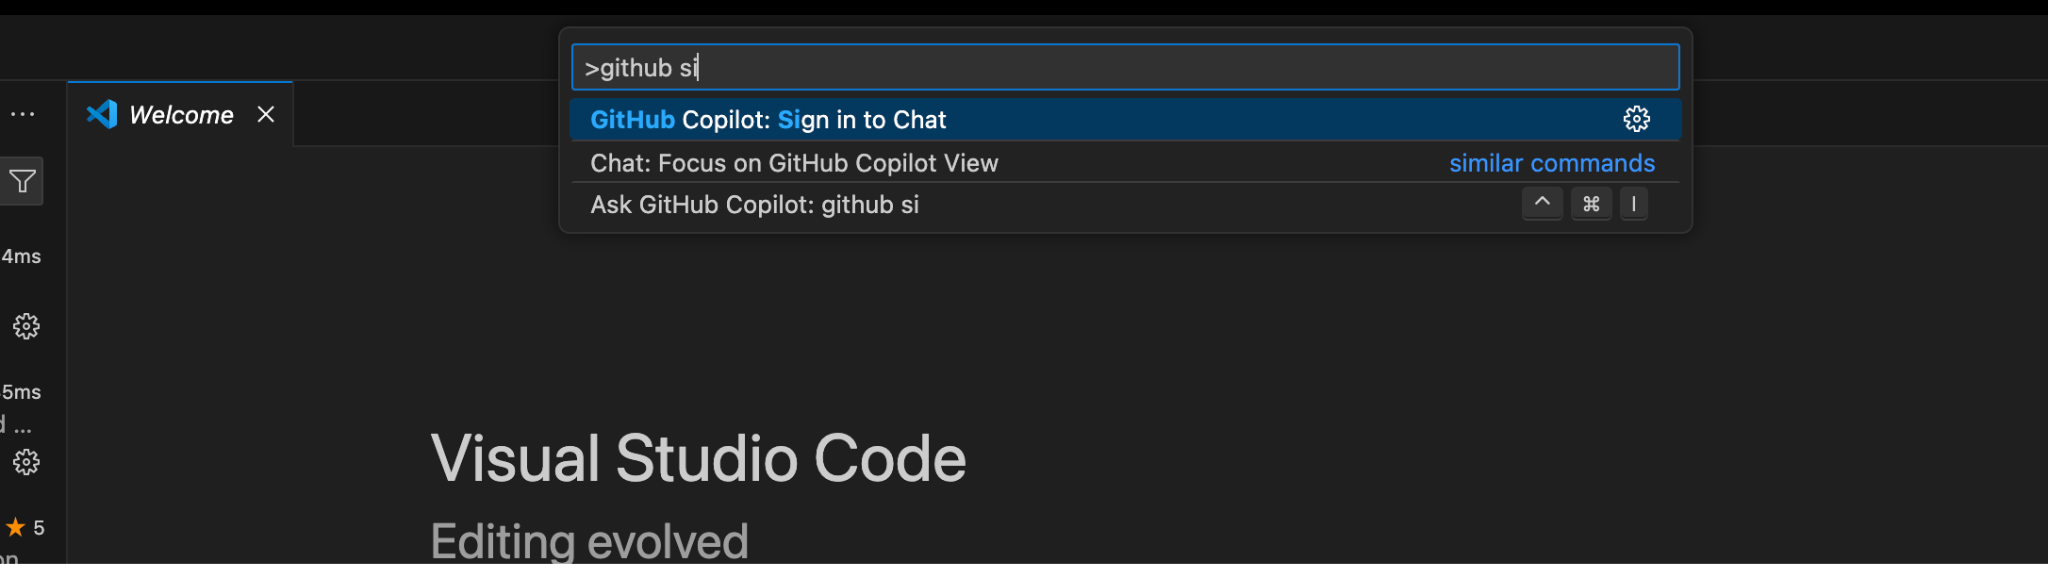 >github si
Welcome
GitHub Copilot: Sign in to Chat
Chat: Focus on GitHub Copilot View similar commands
Ask GitHub Copilot: github si ^ ⌘ I
4ms
5ms
...
5
Visual Studio Code
Editing evolved